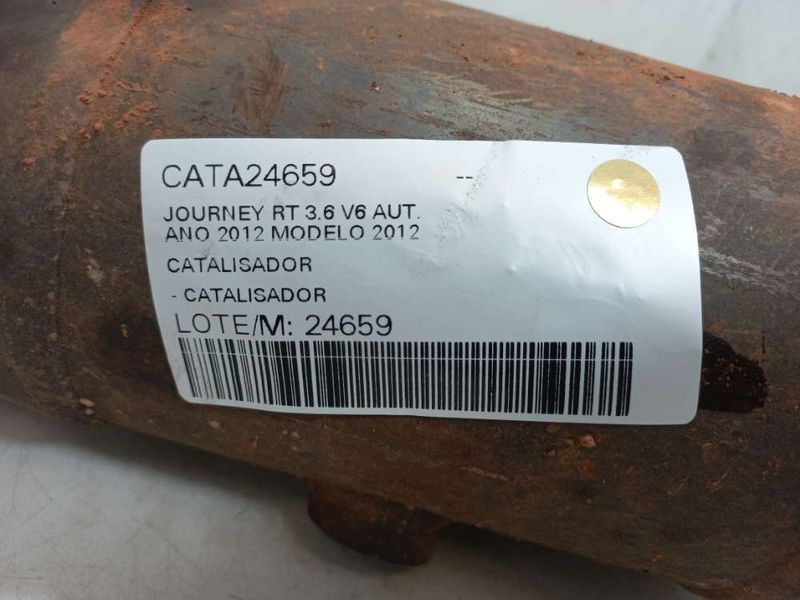 CATA24659 --
JOURNEY RT 3.6 V6 AUT.
ANO 2012 MODELO 2012
CATALISADOR
- CATALISADOR
LOTE/M: 24659